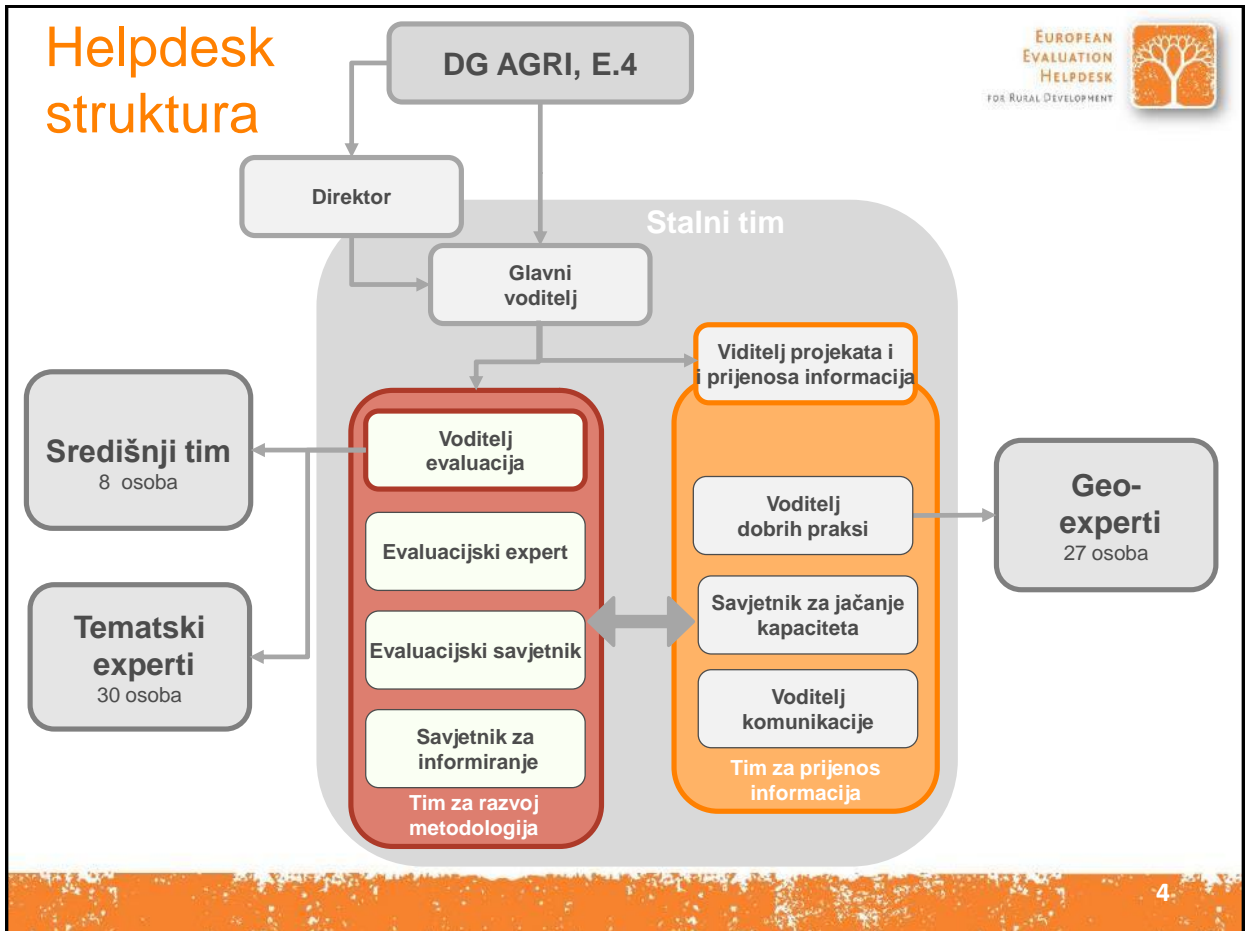 Helpdesk
struktura
DG AGRI, E.4
EUROPEAN
EVALUATION
HELPDESK
FOR RURAL DEVELOPMENT
Direktor
Stalni tim
Glavni
voditelj
Viditelj projekata i
i prijenosa informacija
Središnji tim
8 osoba
Voditelj
evaluacija
Voditelj
dobrih praksi
Geo-
experti
27 osoba
Evaluacijski expert
Tematski
experti
30 osoba
Savjetnik za jačanje
kapaciteta
Evaluacijski savjetnik
Voditelj
komunikacije
Savjetnik za
informiranje
Tim za prijenos
informacija
Tim za razvoj
metodologija
4